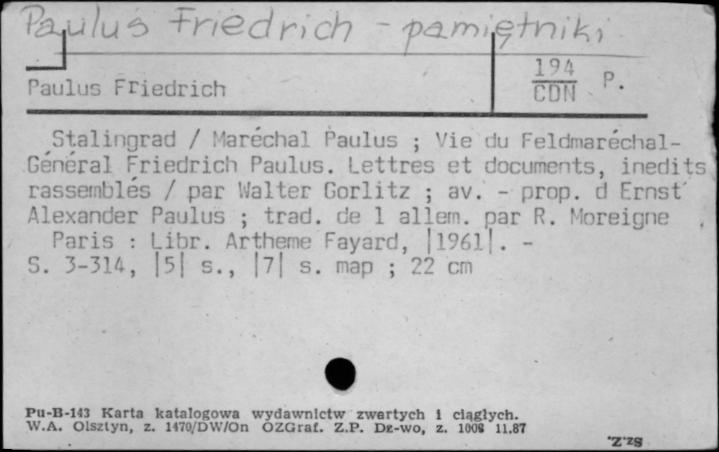 Paulus Friedrich - pamiętniki
Paulus Friedrich
194
CDN P.
Stalingrad / Maréchal Paulus ; Vie du Feldmaréchal-
Général Friedrich Paulus. Lettres et documents, inedits
rassemblés / par Walter Gorlitz ; av. - prop. d Ernst
Alexander Paulus ; trad. de l allem. par R. Moreigne
Paris : Libr. Artheme Fayard, |1961|. -
S. 3-314, |5| s., |7| s. map ; 22 cm
Pu-B-143 Karta katalogowa wydawnictw zwartych i ciągłych.
W.A. Olsztyn, z. 1470/DW/On OZGraf. Z.P. Dz-wo, z. 1008 11.87
Sz.Z.